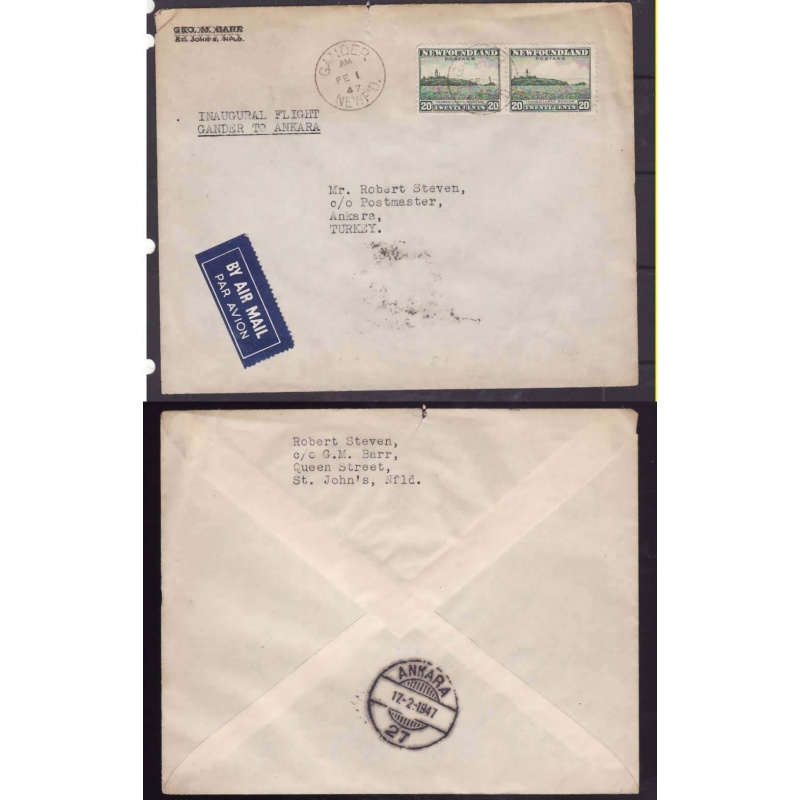 GEO. M. BARR
ST. JOHN'S, NFLD.
GANDER
AM
FE 1
47
NEWF'D.
NEWFOUNDLAND
POSTAGE
20 TWENTY CENTS 20
NEWFOUNDLAND
POSTAGE
20 TWENTY CENTS 20
INAUGURAL FLIGHT
GANDER TO ANKARA
Mr. Robert Steven,
c/o Postmaster,
Ankara,
TURKEY.
BY AIR MAIL
PAR AVION
Robert Steven,
c/o G.M. Barr,
Queen Street,
St. John's, Nfld.
ANKARA
17-2-1947
27